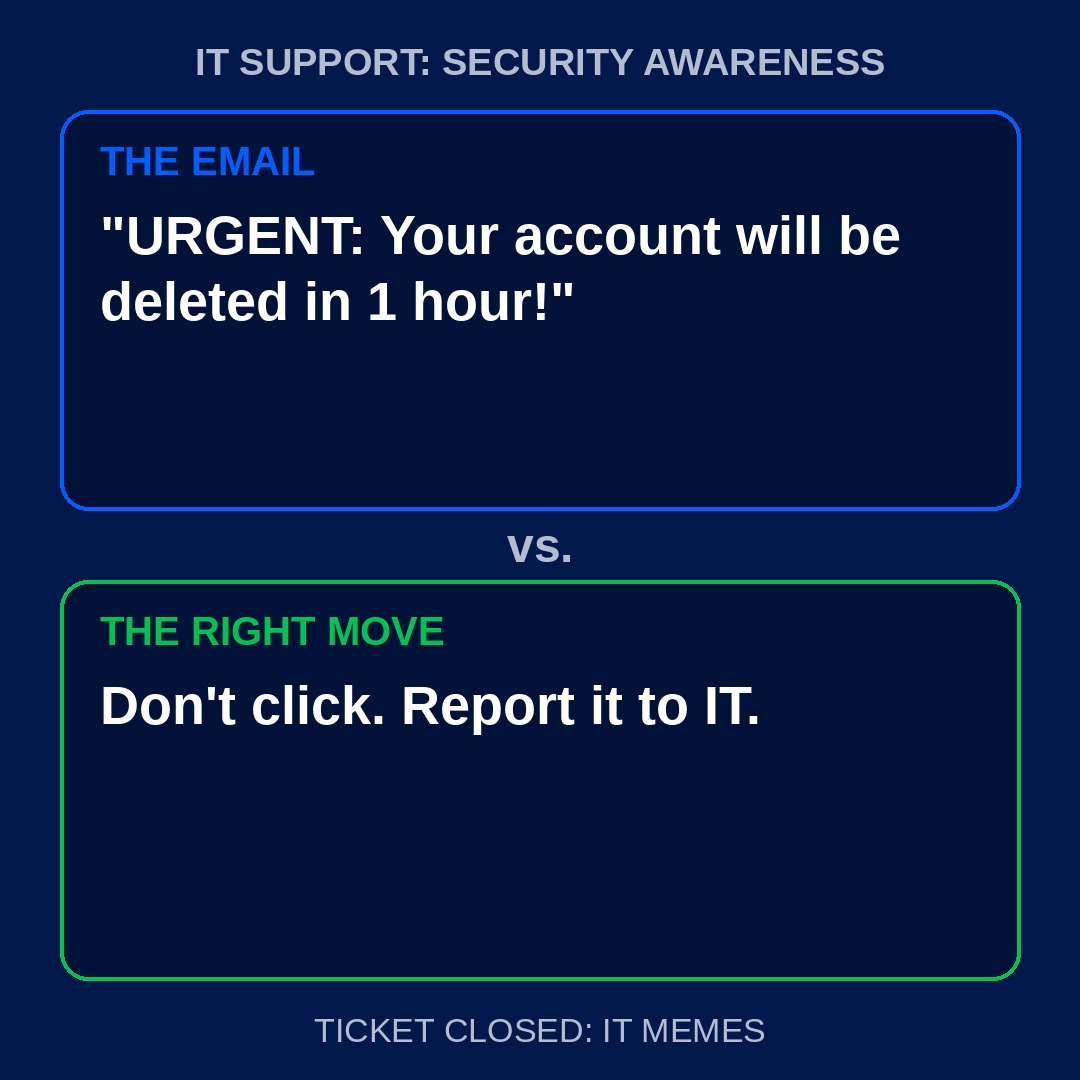 IT SUPPORT: SECURITY AWARENESS
THE EMAIL
"URGENT: Your account will be
deleted in 1 hour!"
vs.
THE RIGHT MOVE
Don't click. Report it to IT.
TICKET CLOSED: IT MEMES